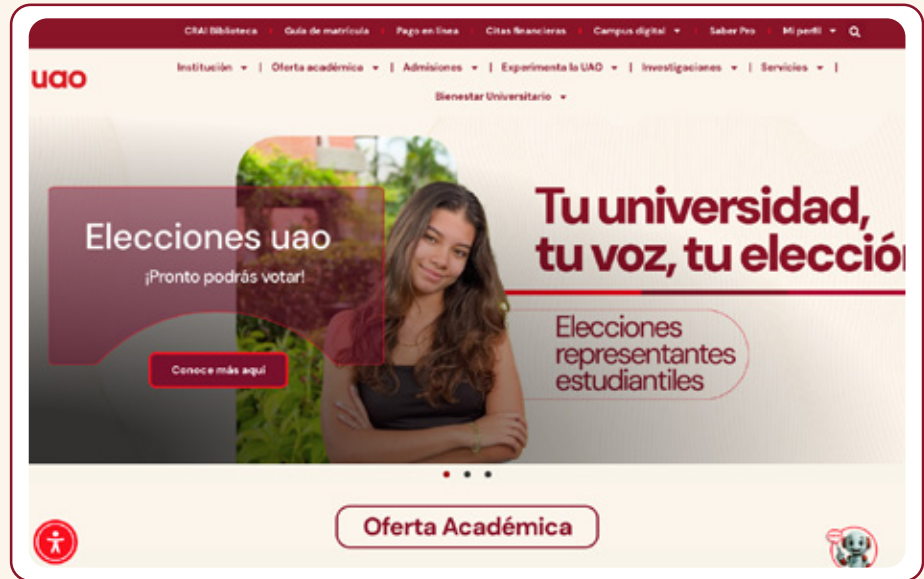 CRAI Biblioteca Guía de matrícula Pago en línea Citas financieras Campus digital Saber Pro Mi perfil
uao
Institución | Oferta académica | Admisiones | Experimenta la UAO | Investigaciones | Servicios |
Bienestar Universitario
Elecciones uao
¡Pronto podrás votar!
Conoce más aquí
Tu universidad,
tu voz, tu elección
Elecciones
representantes
estudiantiles
Oferta Académica